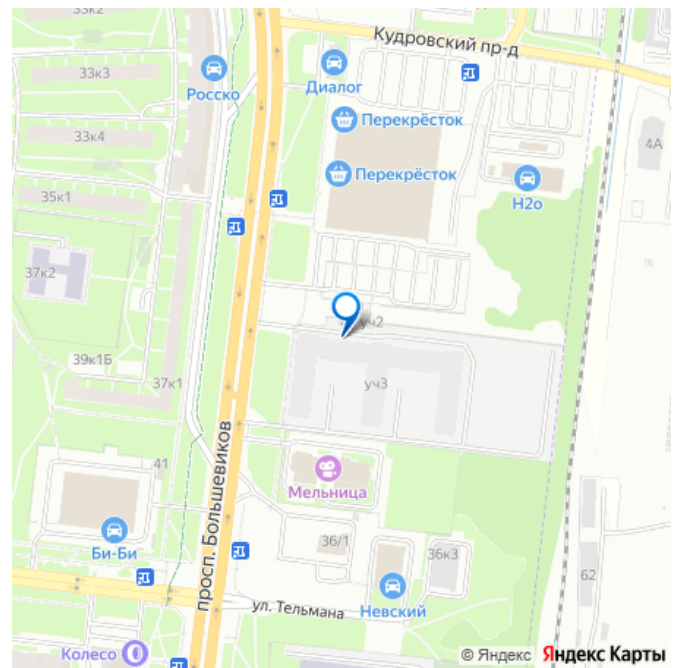 33к2
Кудровский пр-д
33к3
Росско
Диалог
Перекрёсток
33к4
4А
Перекрёсток
Н2о
35к1
37к2
уч2
39к1Б
37к1
уч3
просп. Большевиков
41
Мельница
Би-Би
36/1
36к3
62
ул. Тельмана
Невский
Колесо
© Яндекс Яндекс Карты